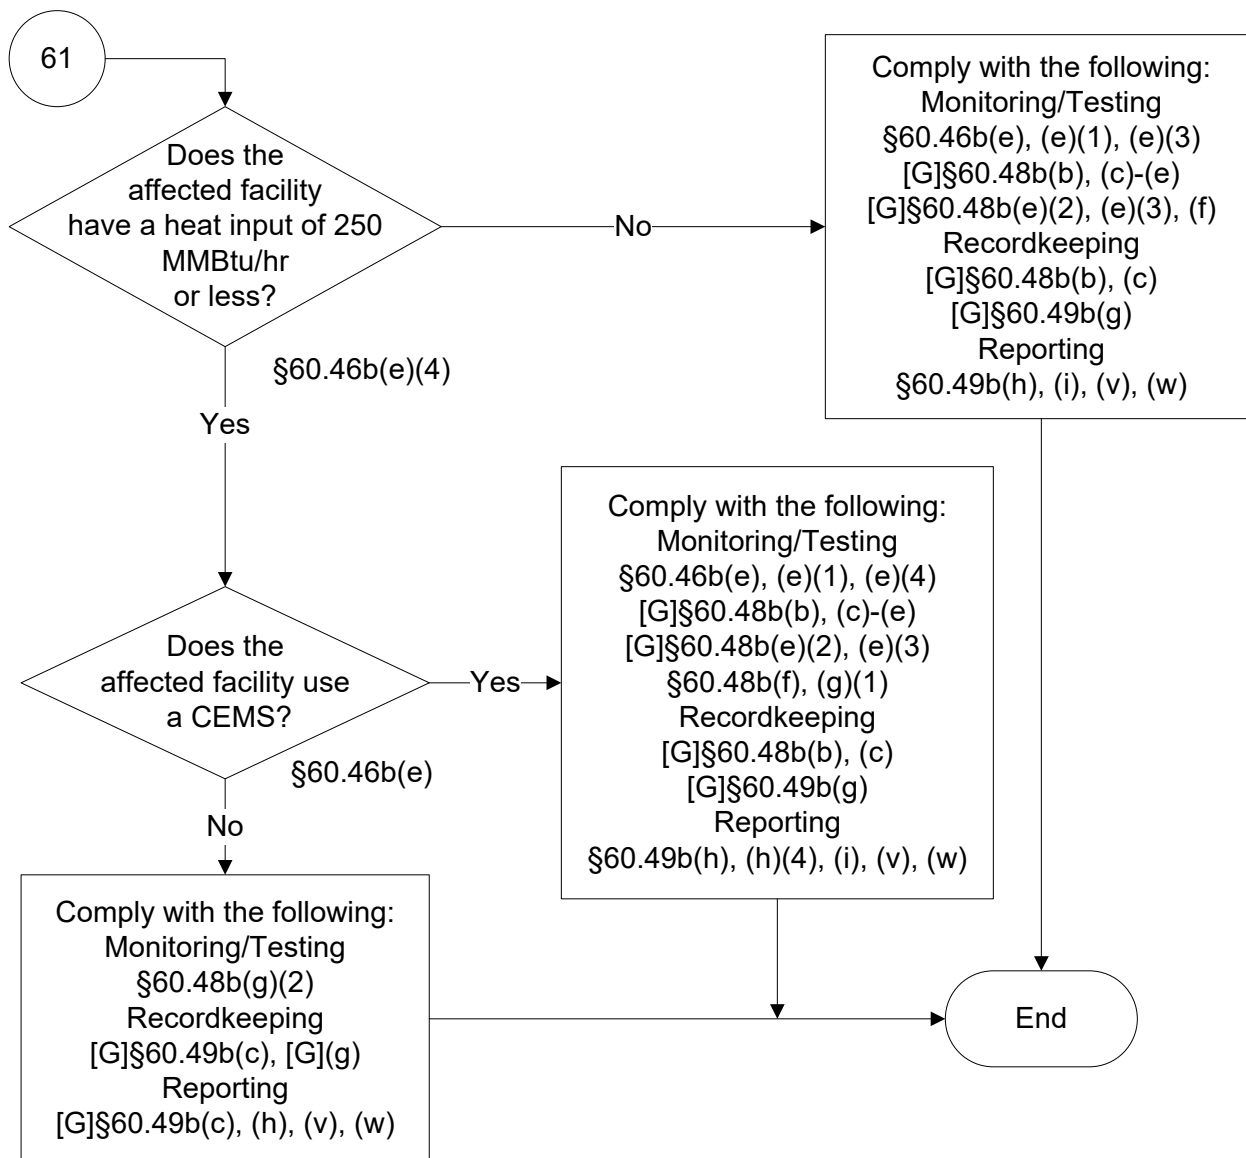 61
Does the
affected facility
have a heat input of 250
MMBtu/hr
or less?
§60.46b(e)(4)
No
Comply with the following:
Monitoring/Testing
§60.46b(e), (e)(1), (e)(3)
[G]§60.48b(b), (c)-(e)
[G]§60.48b(e)(2), (e)(3), (f)
Recordkeeping
[G]§60.48b(b), (c)
[G]§60.49b(g)
Reporting
§60.49b(h), (i), (v), (w)
Yes
Does the
affected facility use
a CEMS?
§60.46b(e)
Yes
Comply with the following:
Monitoring/Testing
§60.46b(e), (e)(1), (e)(4)
[G]§60.48b(b), (c)-(e)
[G]§60.48b(e)(2), (e)(3)
§60.48b(f), (g)(1)
Recordkeeping
[G]§60.48b(b), (c)
[G]§60.49b(g)
Reporting
§60.49b(h), (h)(4), (i), (v), (w)
No
Comply with the following:
Monitoring/Testing
§60.48b(g)(2)
Recordkeeping
[G]§60.49b(c), [G](g)
Reporting
[G]§60.49b(c), (h), (v), (w)
End